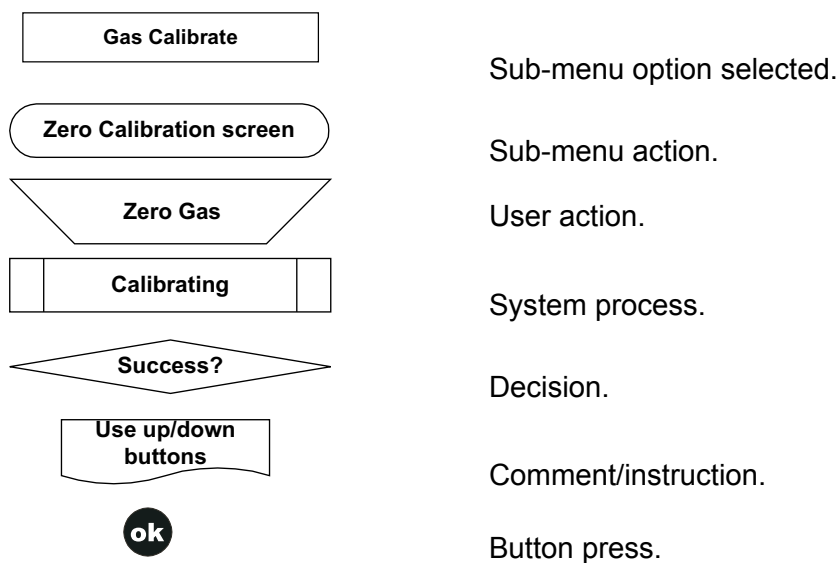 Gas Calibrate
Sub-menu option selected.
Zero Calibration screen
Sub-menu action.
Zero Gas
User action.
Calibrating
System process.
Success?
Decision.
Use up/down
buttons
Comment/instruction.
ok
Button press.